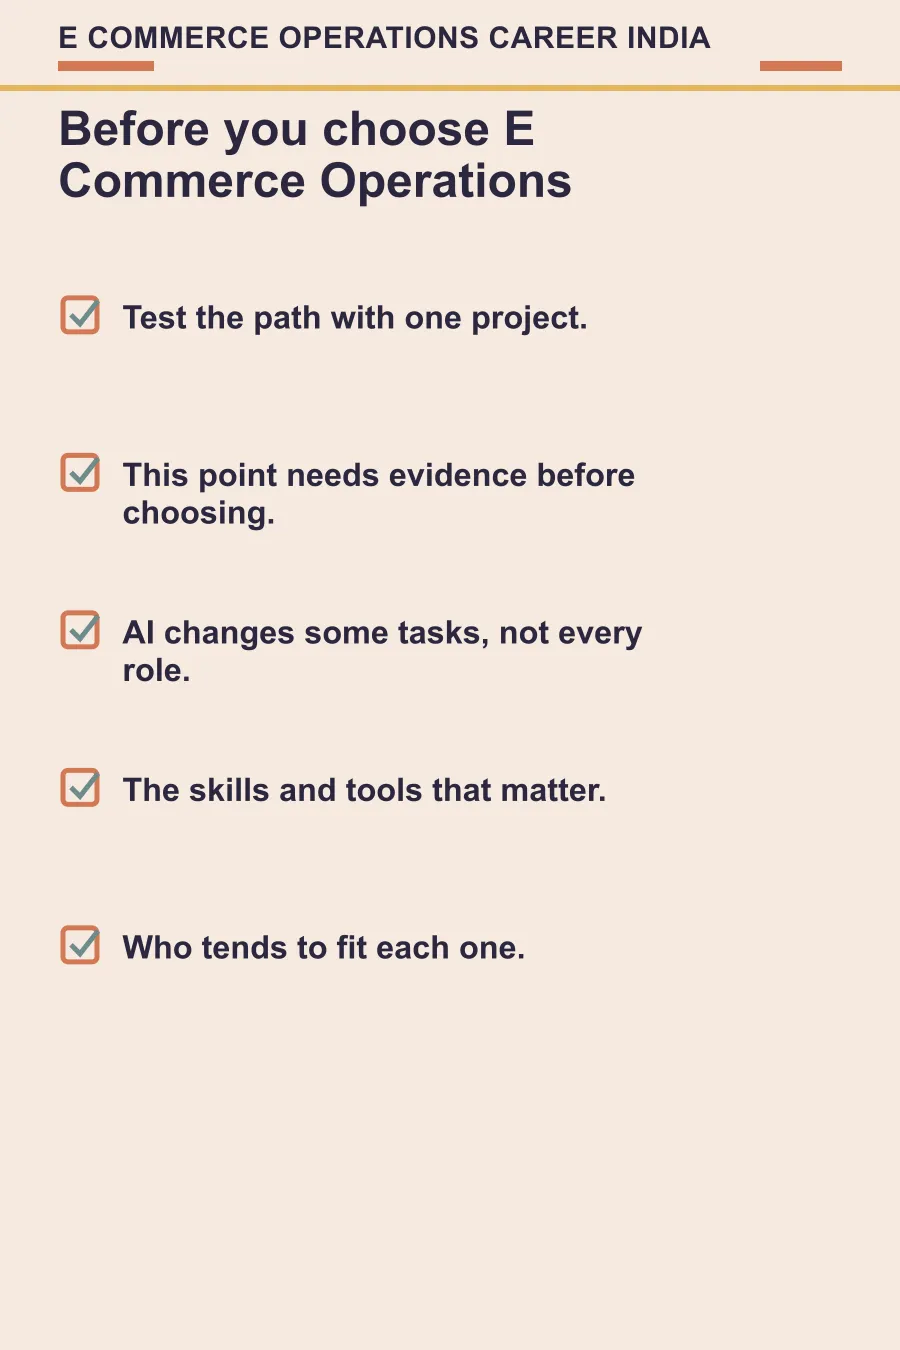 E COMMERCE OPERATIONS CAREER INDIA
Before you choose E
Commerce Operations
Test the path with one project.
This point needs evidence before
choosing.
AI changes some tasks, not every
role.
The skills and tools that matter.
Who tends to fit each one.